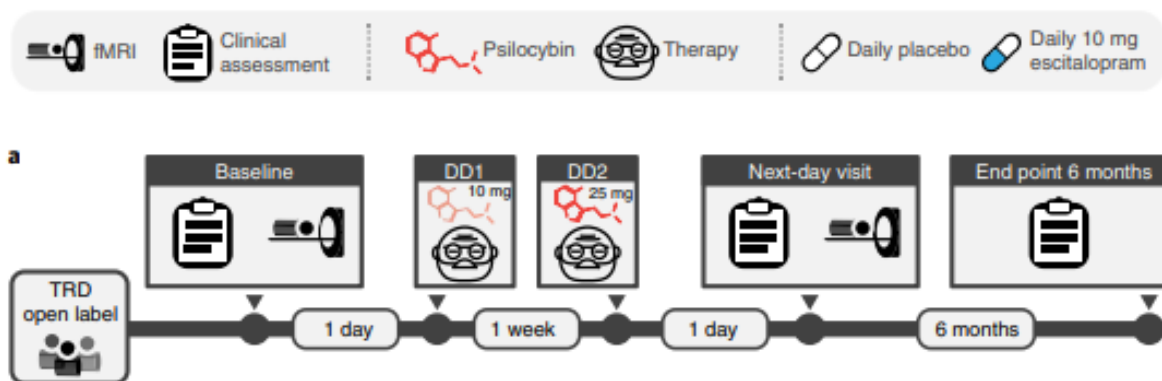 fMRI
Clinical
assessment
Psilocybin
Therapy
Daily placebo
Daily 10 mg
escitalopram
a
Baseline
DD1
10 mg
DD2
25 mg
Next-day visit
End point 6 months
TRD
open label
1 day
1 week
1 day
6 months